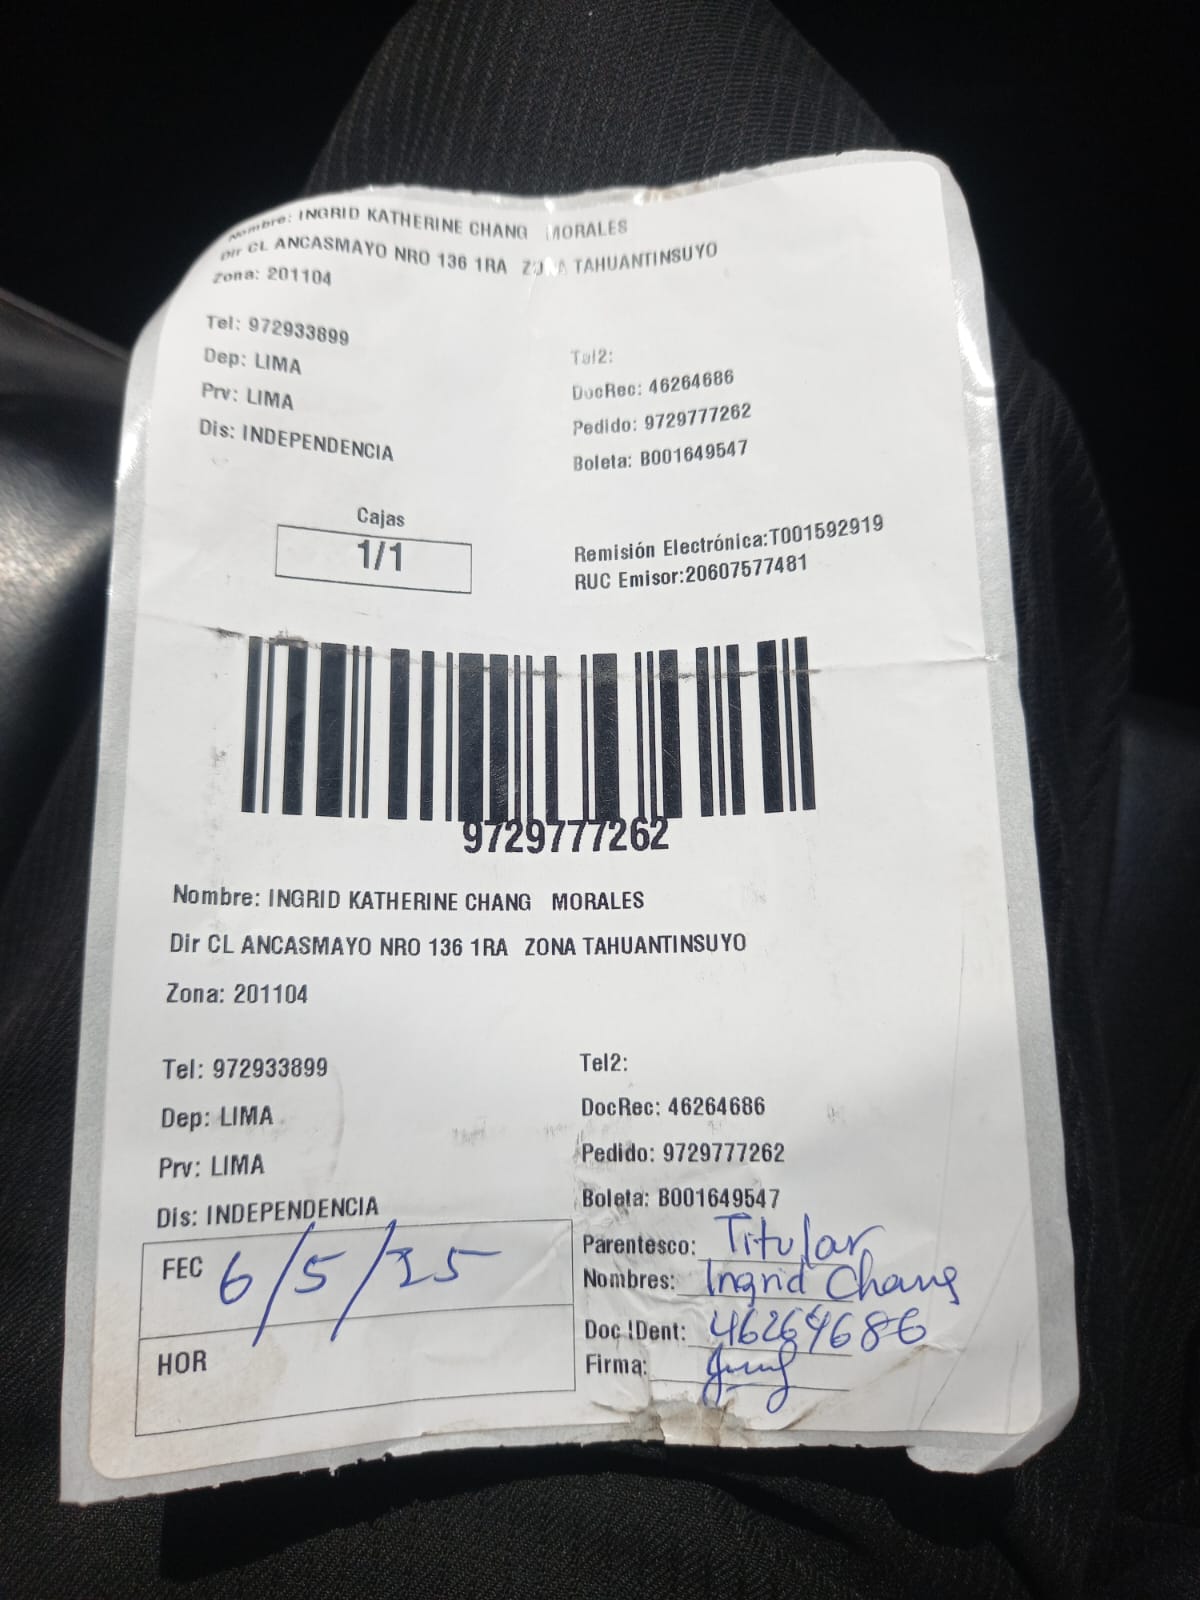 Nombre: INGRID KATHERINE CHANG MORALES
Dir CL ANCASMAYO NRO 136 1RA ZONA TAHUANTINSUYO
Zona: 201104
Tel: 972933899
Tel2:
Dep: LIMA
DocRec: 46264686
Prv: LIMA
Pedido: 9729777262
Dis: INDEPENDENCIA
Boleta: B001649547
Cajas
1/1
Remisión Electrónica:T001592919
RUC Emisor:20607577481
9729777262
Nombre: INGRID KATHERINE CHANG MORALES
Dir CL ANCASMAYO NRO 136 1RA ZONA TAHUANTINSUYO
Zona: 201104
Tel: 972933899
Tel2:
Dep: LIMA
DocRec: 46264686
Prv: LIMA
Pedido: 9729777262
Dis: INDEPENDENCIA
Boleta: B001649547
FEC 6/5/25
Parentesco: Titular
Nombres: Ingrid Chang
Doc IDent: 46264686
HOR
Firma: